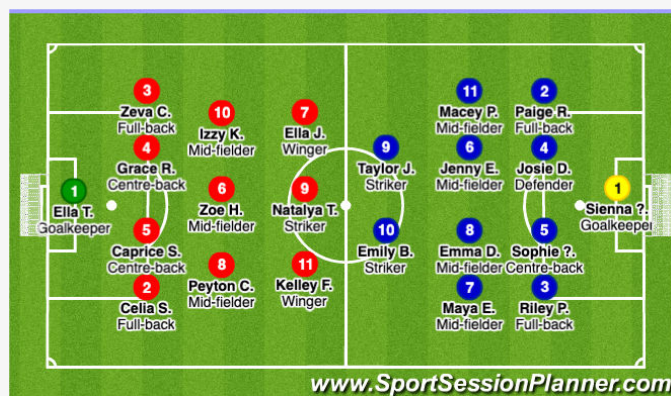 3
Zeva C.
Full-back
4
Grace R.
Centre-back
1
Ella T.
Goalkeeper
5
Caprice S.
Centre-back
2
Celia S.
Full-back
10
Izzy K.
Mid-fielder
6
Zoe H.
Mid-fielder
8
Peyton C.
Mid-fielder
7
Ella J.
Winger
9
Natalya T.
Striker
11
Kelley F.
Winger
9
Taylor J.
Striker
10
Emily B.
Striker
11
Macey P.
Mid-fielder
6
Jenny E.
Mid-fielder
8
Emma D.
Mid-fielder
7
Maya E.
Mid-fielder
2
Paige R.
Full-back
4
Josie D.
Defender
5
Sophie ?.
Centre-back
3
Riley P.
Full-back
1
Sienna ?.
Goalkeeper
www.SportSessionPlanner.com